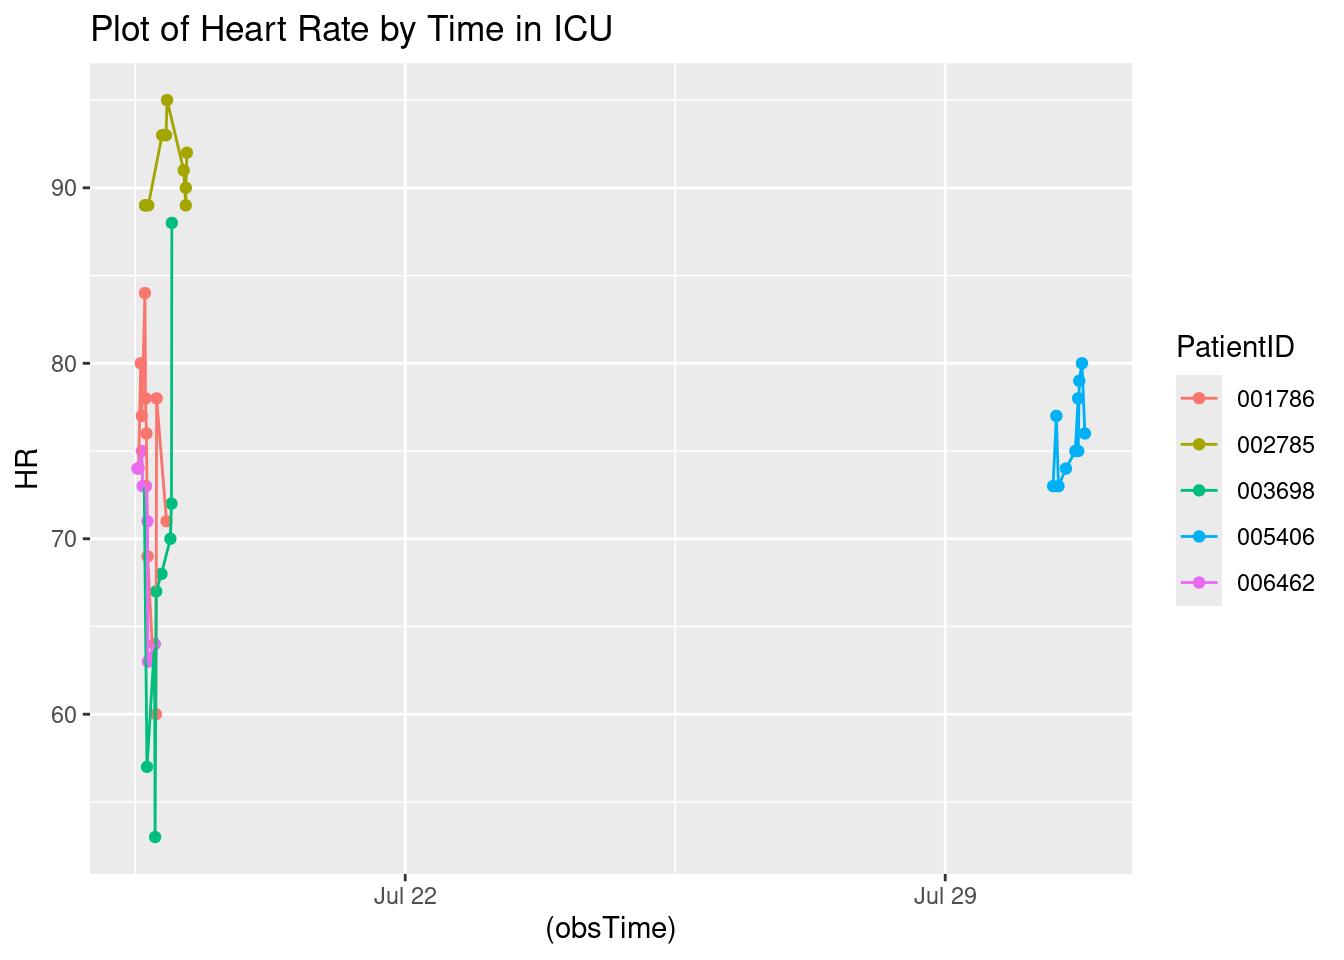 Plot of Heart Rate by Time in ICU
HR
90
80
70
60
Jul 22
Jul 29
(obsTime)
PatientID
001786
002785
003698
005406
006462